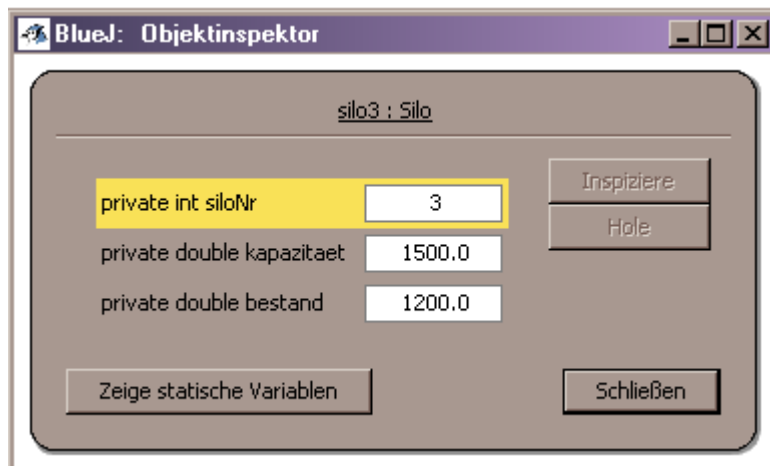 BlueJ: Objektinspektor
silo3 : Silo
private int siloNr 3
private double kapazitaet 1500.0
private double bestand 1200.0
Inspiziere
Hole
Zeige statische Variablen
Schließen